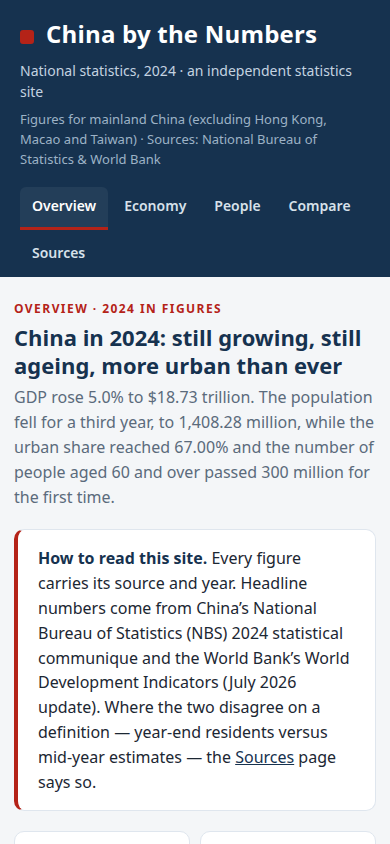 China by the Numbers
National statistics, 2024 · an independent statistics
site
Figures for mainland China (excluding Hong Kong,
Macao and Taiwan) · Sources: National Bureau of
Statistics & World Bank
Overview Economy People Compare
Sources
OVERVIEW · 2024 IN FIGURES
China in 2024: still growing, still
ageing, more urban than ever
GDP rose 5.0% to $18.73 trillion. The population
fell for a third year, to 1,408.28 million, while the
urban share reached 67.00% and the number of
people aged 60 and over passed 300 million for
the first time.
How to read this site. Every figure
carries its source and year. Headline
numbers come from China’s National
Bureau of Statistics (NBS) 2024 statistical
communique and the World Bank’s World
Development Indicators (July 2026
update). Where the two disagree on a
definition — year-end residents versus
mid-year estimates — the Sources page
says so.